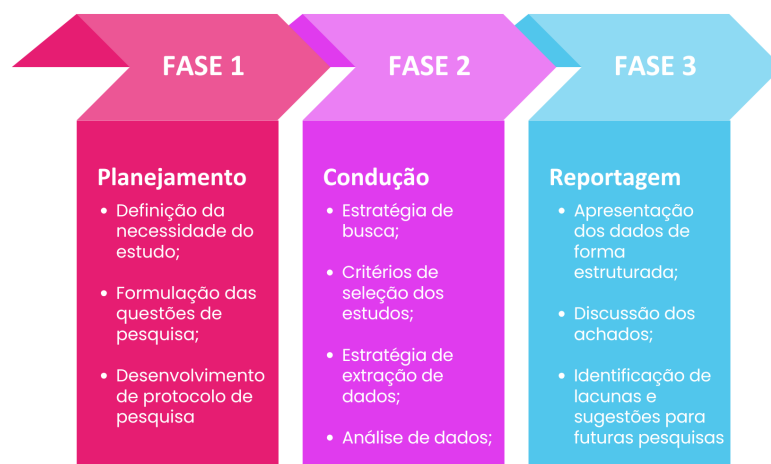 FASE 1
FASE 2
FASE 3
Planejamento
• Definição da
necessidade do
estudo;
• Formulação das
questões de
pesquisa;
• Desenvolvimento
de protocolo de
pesquisa
Condução
• Estratégia de
busca;
• Critérios de
seleção dos
estudos;
• Estratégia de
extração de
dados;
• Análise de dados;
Reportagem
• Apresentação
dos dados de
forma
estruturada;
• Discussão dos
achados;
• Identificação de
lacunas e
sugestões para
futuras pesquisas